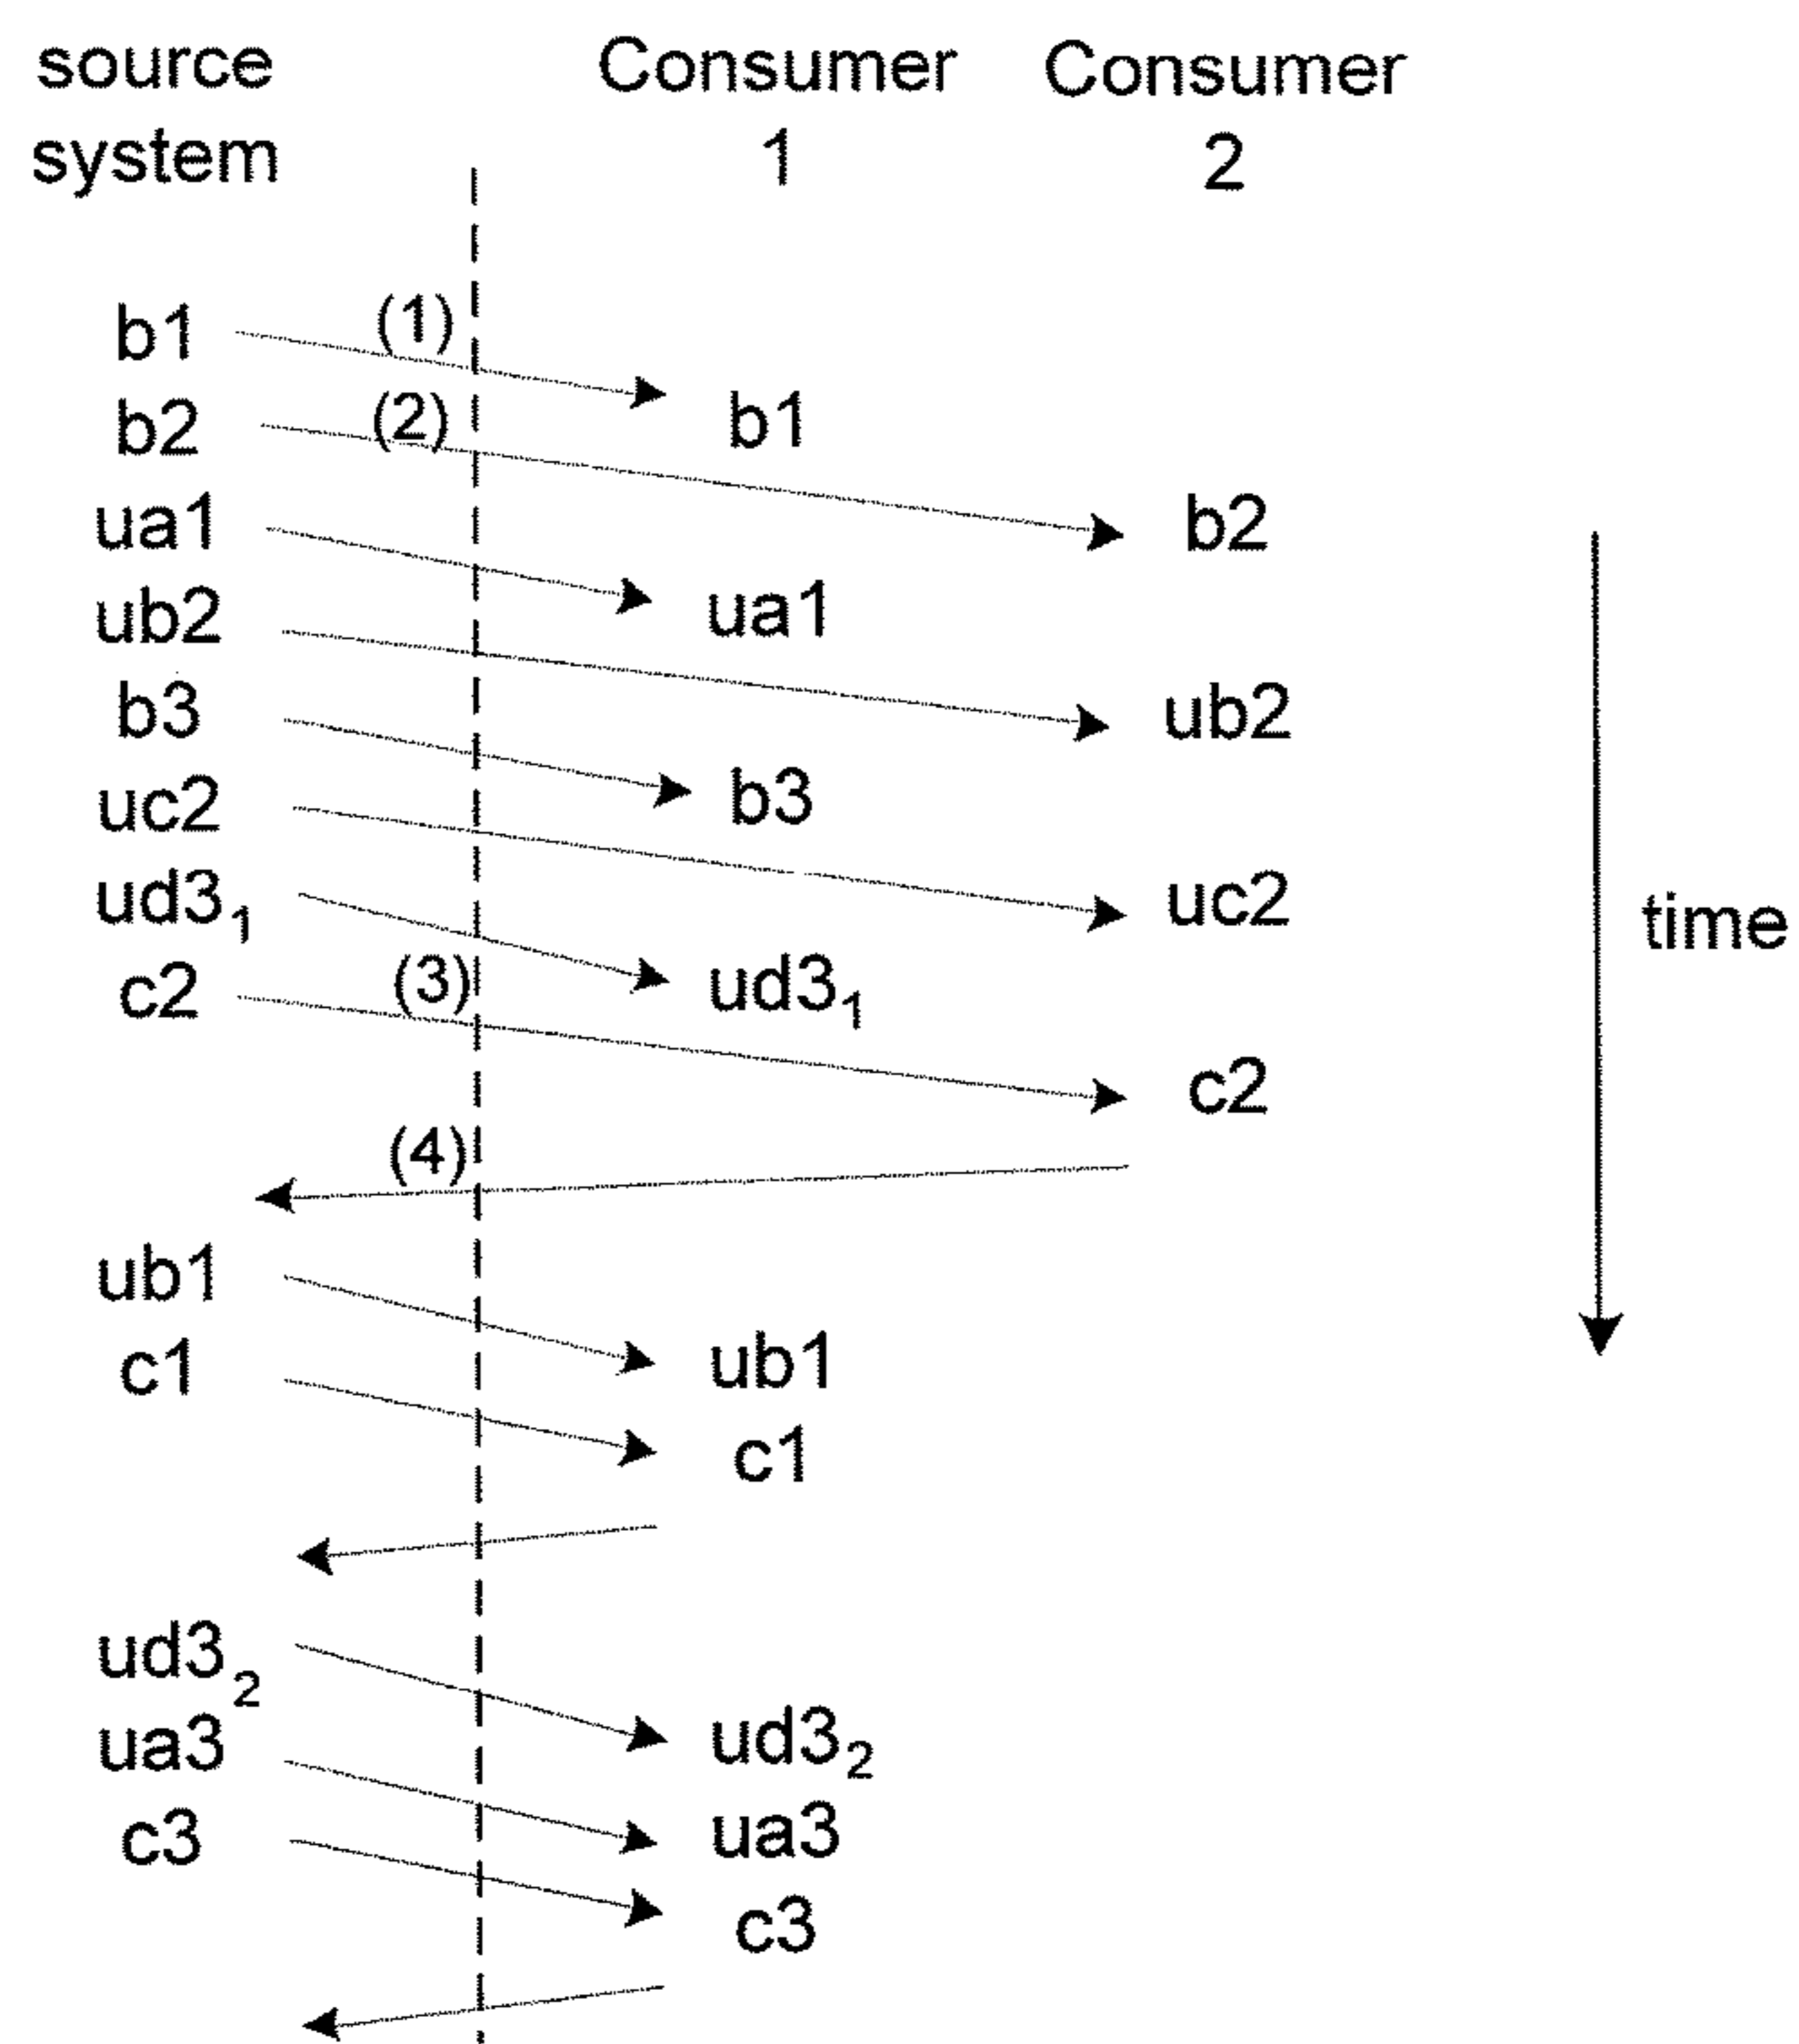 source Consumer Consumer
system 1 2
b1 (1)
b1
b2 (2)
b2
ua1
ua1
ub2
ub2
b3
b3
uc2
uc2
ud3₁
ud3₁
c2 (3)
c2
time
(4)
ub1
ub1
c1
c1
ud3₂
ud3₂
ua3
ua3
c3
c3